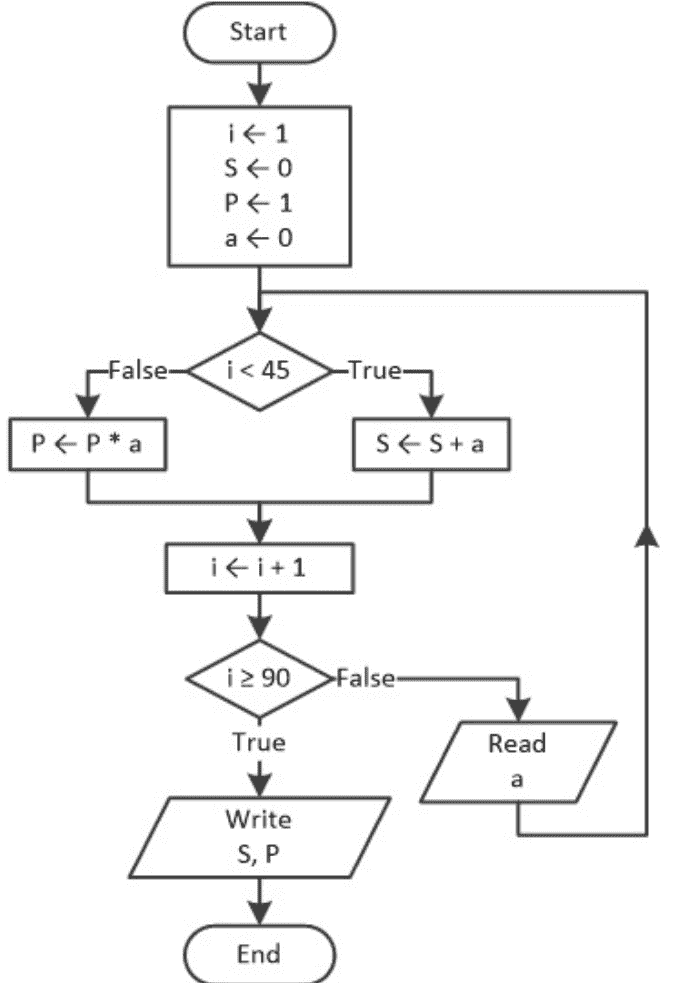 Start
i ← 1
S ← 0
P ← 1
a ← 0
False
i < 45
True
P ← P * a
S ← S + a
i ← i + 1
i ≥ 90
False
True
Read
a
Write
S, P
End